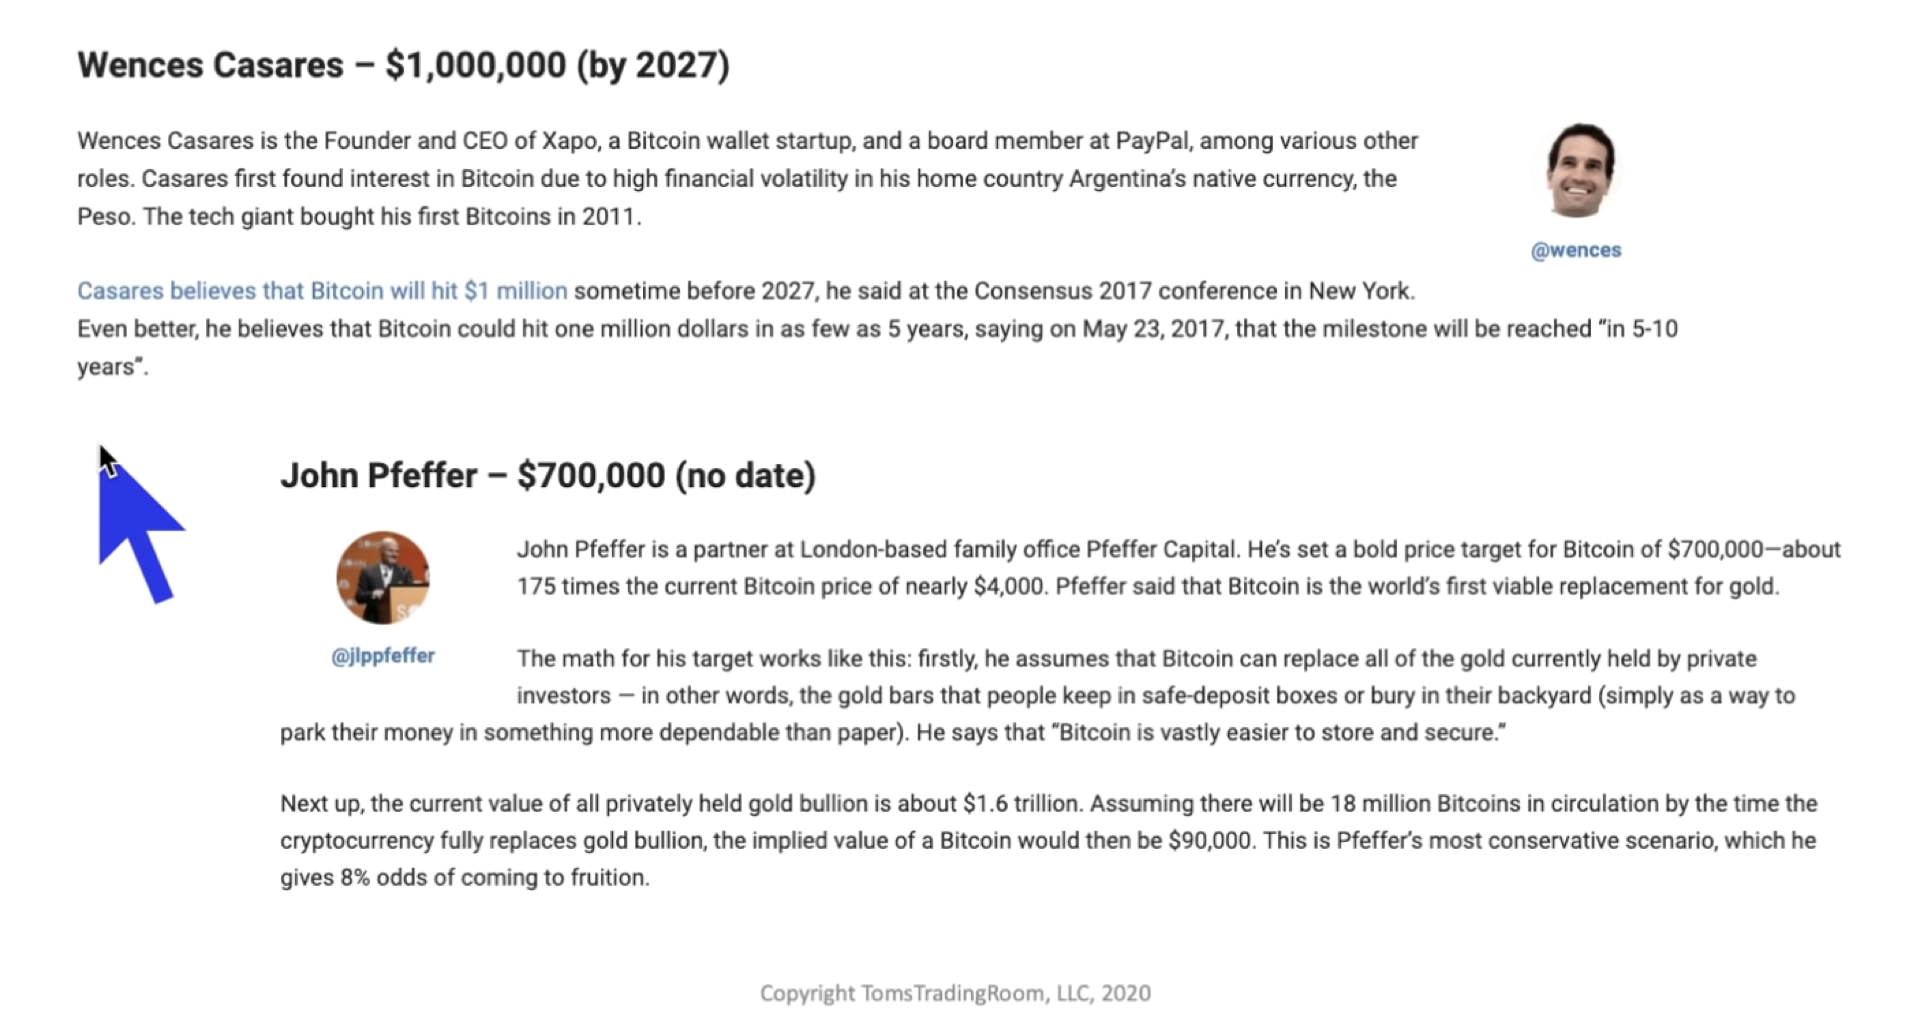 Wences Casares – $1,000,000 (by 2027)
Wences Casares is the Founder and CEO of Xapo, a Bitcoin wallet startup, and a board member at PayPal, among various other
roles. Casares first found interest in Bitcoin due to high financial volatility in his home country Argentina's native currency, the
Peso. The tech giant bought his first Bitcoins in 2011.
@wences
Casares believes that Bitcoin will hit $1 million sometime before 2027, he said at the Consensus 2017 conference in New York.
Even better, he believes that Bitcoin could hit one million dollars in as few as 5 years, saying on May 23, 2017, that the milestone will be reached “in 5-10
years”.
John Pfeffer – $700,000 (no date)
John Pfeffer is a partner at London-based family office Pfeffer Capital. He's set a bold price target for Bitcoin of $700,000—about
175 times the current Bitcoin price of nearly $4,000. Pfeffer said that Bitcoin is the world's first viable replacement for gold.
@jlppfeffer
The math for his target works like this: firstly, he assumes that Bitcoin can replace all of the gold currently held by private
investors — in other words, the gold bars that people keep in safe-deposit boxes or bury in their backyard (simply as a way to
park their money in something more dependable than paper). He says that “Bitcoin is vastly easier to store and secure.”
Next up, the current value of all privately held gold bullion is about $1.6 trillion. Assuming there will be 18 million Bitcoins in circulation by the time the
cryptocurrency fully replaces gold bullion, the implied value of a Bitcoin would then be $90,000. This is Pfeffer's most conservative scenario, which he
gives 8% odds of coming to fruition.
Copyright TomsTradingRoom, LLC, 2020